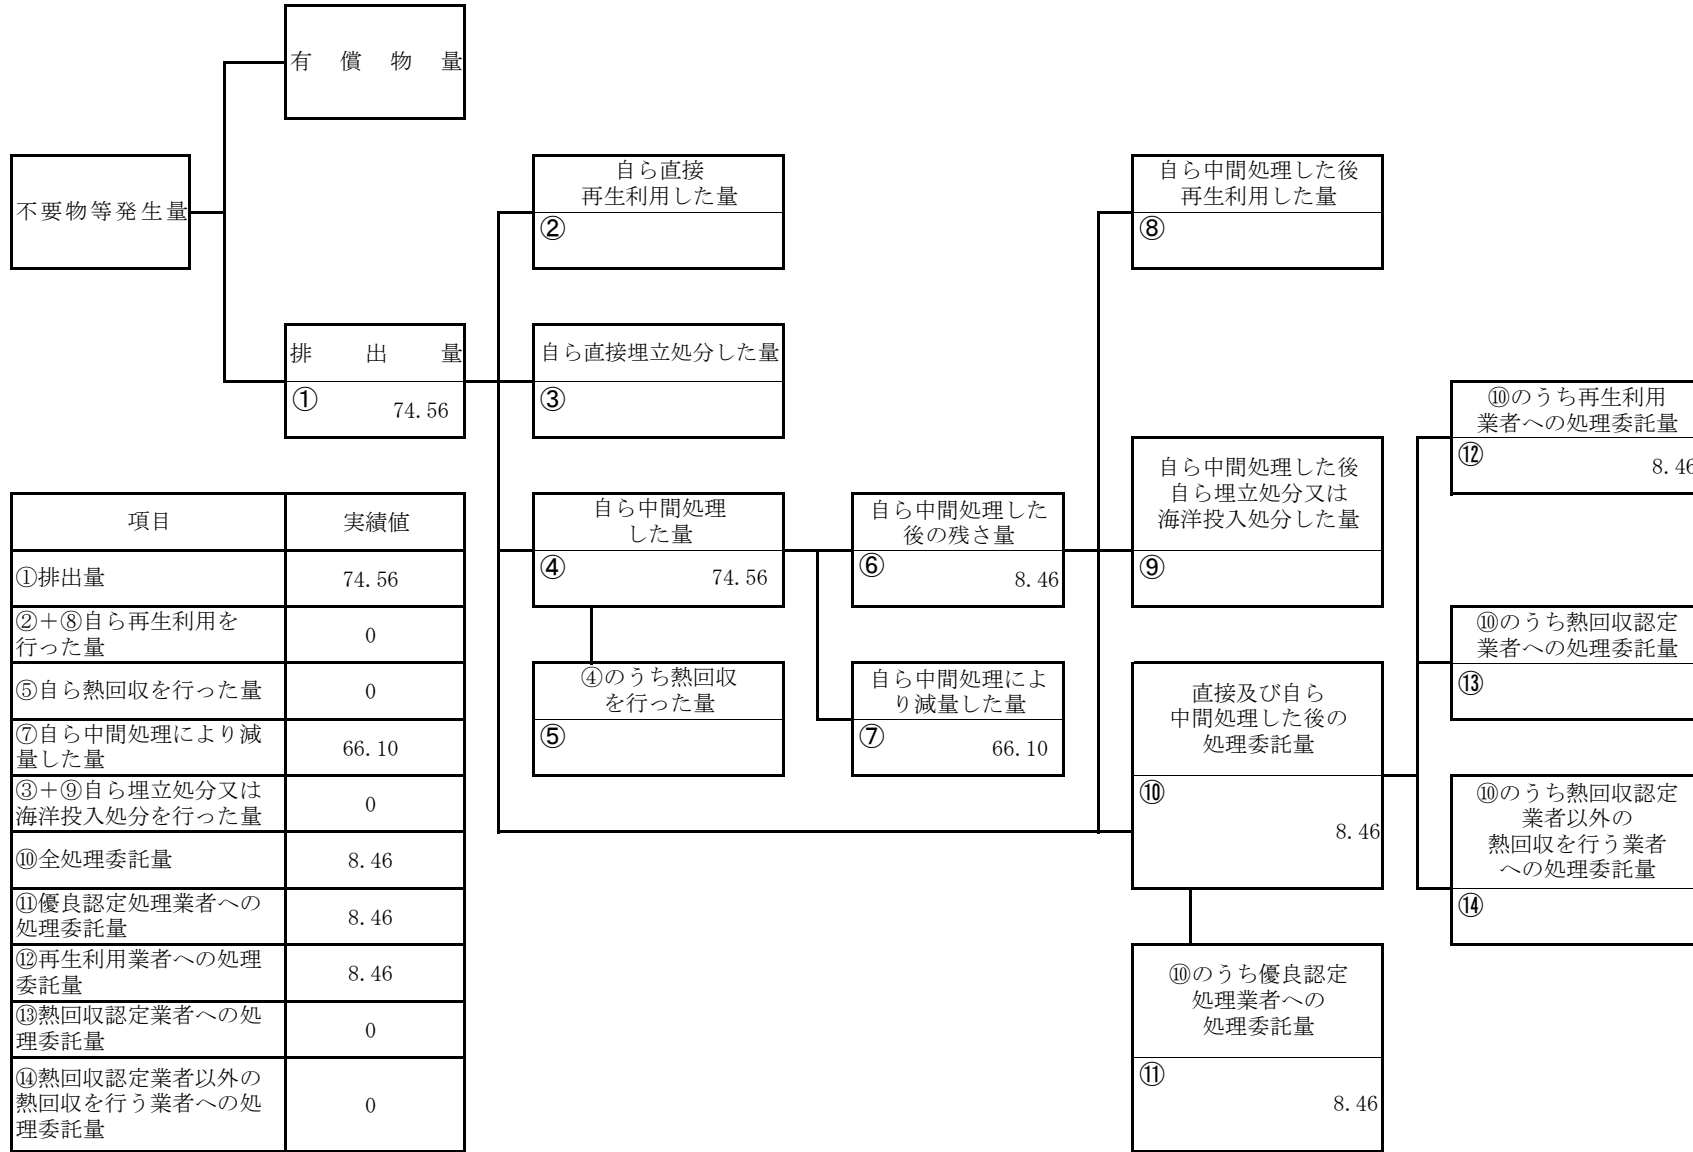 有償物量
不要物等発生量
自ら直接
再生利用した量
②
自ら中間処理した後
再生利用した量
⑧
排出量
① 74.56
自ら直接埋立処分した量
③
⑩のうち再生利用
業者への処理委託量
⑫ 8.46
自ら中間処理
した量
④ 74.56
自ら中間処理した
後の残さ量
⑥ 8.46
自ら中間処理した後
自ら埋立処分又は
海洋投入処分した量
⑨
④のうち熱回収
を行った量
⑤
自ら中間処理によ
り減量した量
⑦ 66.10
直接及び自ら
中間処理した後の
処理委託量
⑩
8.46
⑩のうち熱回収認定
業者への処理委託量
⑬
⑩のうち熱回収認定
業者以外の
熱回収を行う業者
への処理委託量
⑭
⑩のうち優良認定
処理業者への
処理委託量
⑪
8.46
項目 実績値
①排出量 74.56
②＋⑧自ら再生利用を
行った量 0
⑤自ら熱回収を行った量 0
⑦自ら中間処理により減
量した量 66.10
③＋⑨自ら埋立処分又は
海洋投入処分を行った量 0
⑩全処理委託量 8.46
⑪優良認定処理業者への
処理委託量 8.46
⑫再生利用業者への処理
委託量 8.46
⑬熱回収認定業者への処
理委託量 0
⑭熱回収認定業者以外の
熱回収を行う業者への処
理委託量 0